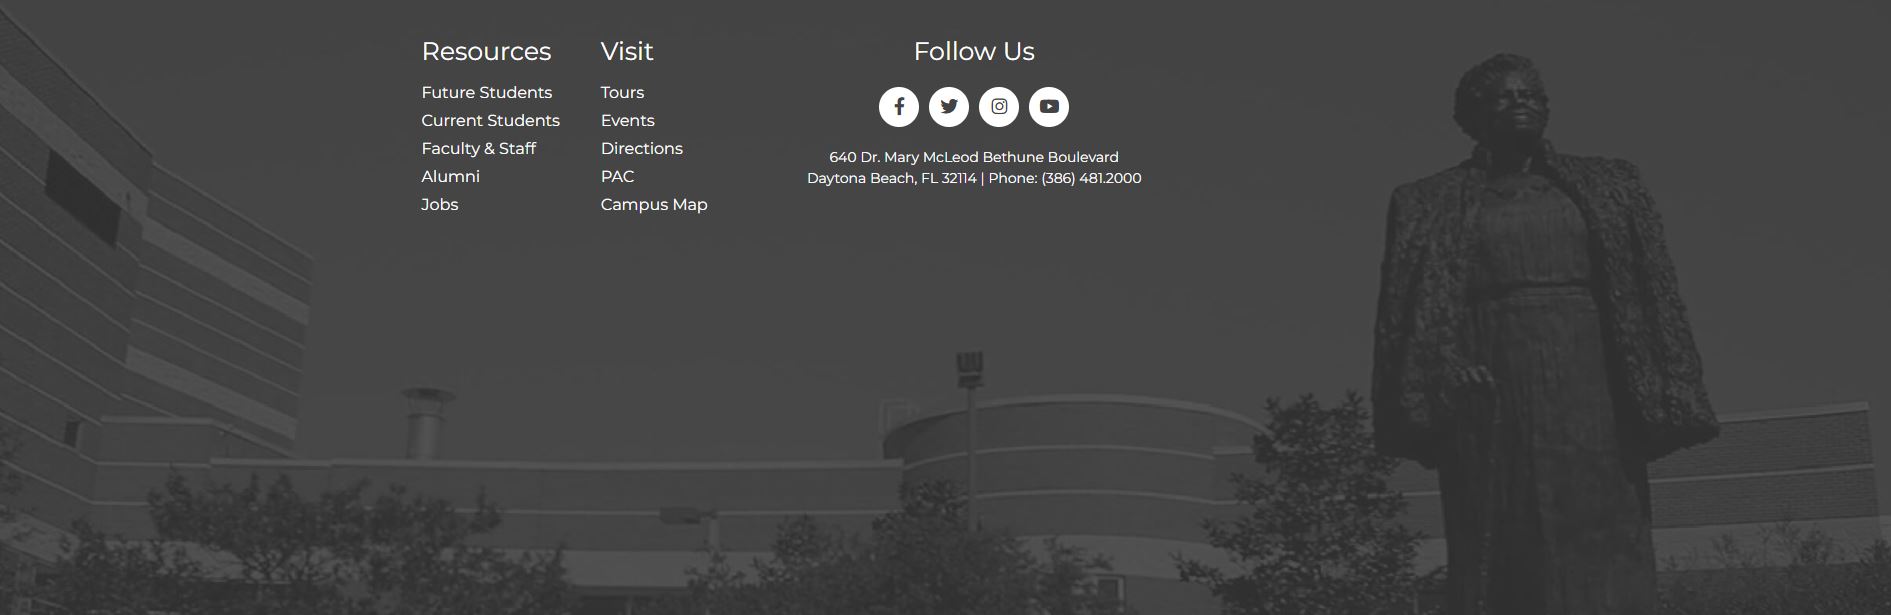 Resources
Future Students
Current Students
Faculty & Staff
Alumni
Jobs
Visit
Tours
Events
Directions
PAC
Campus Map
Follow Us
640 Dr. Mary McLeod Bethune Boulevard
Daytona Beach, FL 32114 | Phone: (386) 481.2000